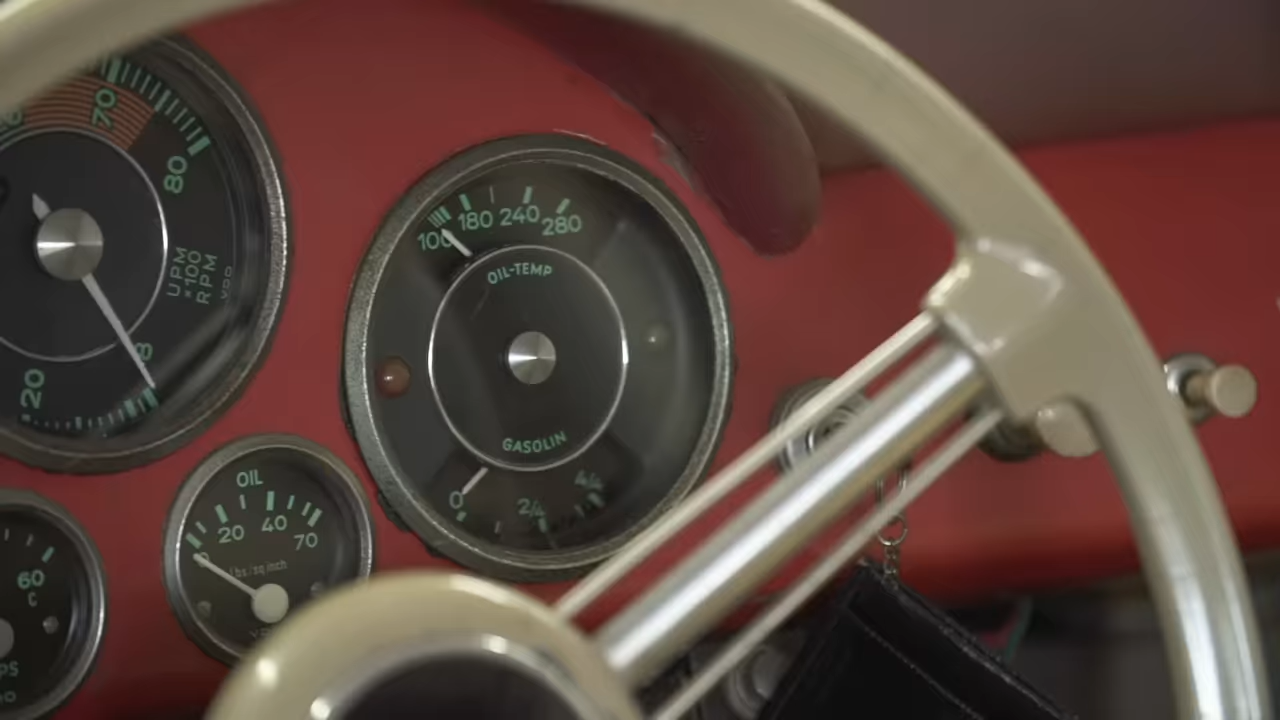 70
80
UPM
×100
RPM
8
20
100 180 240 280
OIL-TEMP
GASOLIN
0 2/4 4/4
OIL
20 40 70
lbs/sq inch
60
C